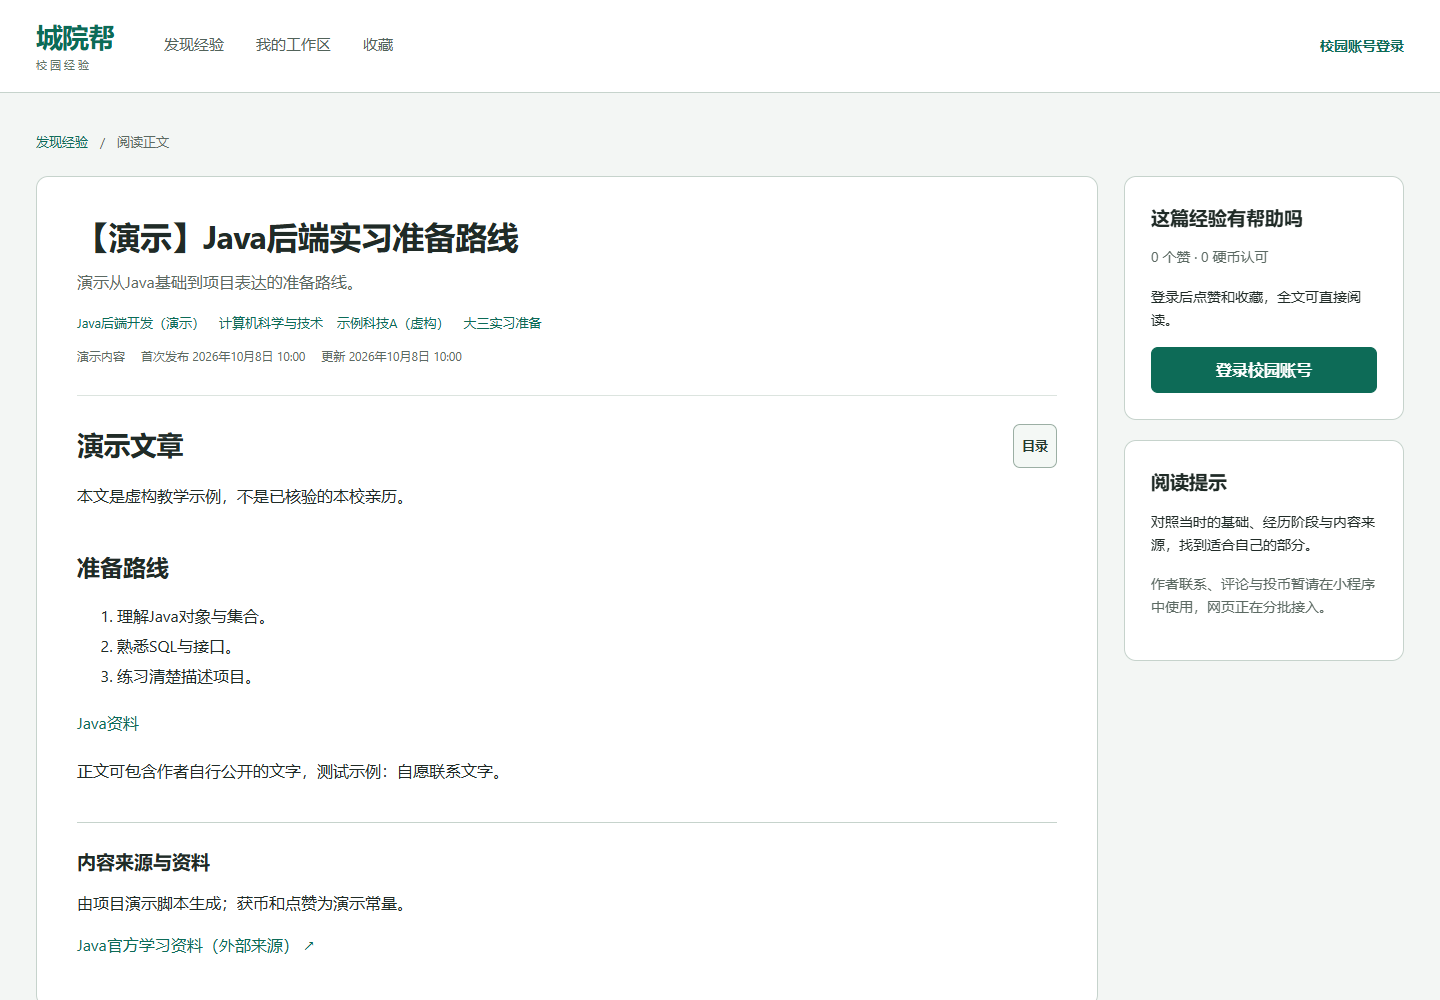 城院帮
校园经验
发现经验
我的工作区
收藏
校园账号登录
发现经验 / 阅读正文
【演示】Java后端实习准备路线
演示从Java基础到项目表达的准备路线。
Java后端开发（演示） 计算机科学与技术 示例科技A（虚构） 大三实习准备
演示内容 首次发布 2026年10月8日 10:00 更新 2026年10月8日 10:00
演示文章
目录
本文是虚构教学示例，不是已核验的本校亲历。
准备路线
1. 理解Java对象与集合。
2. 熟悉SQL与接口。
3. 练习清楚描述项目。
Java资料
正文可包含作者自行公开的文字，测试示例：自愿联系文字。
内容来源与资料
由项目演示脚本生成；获币和点赞为演示常量。
Java官方学习资料（外部来源） ↗
这篇经验有帮助吗
0 个赞 · 0 硬币认可
登录后点赞和收藏，全文可直接阅
读。
登录校园账号
阅读提示
对照当时的基础、经历阶段与内容来
源，找到适合自己的部分。
作者联系、评论与投币暂请在小程序
中使用，网页正在分批接入。